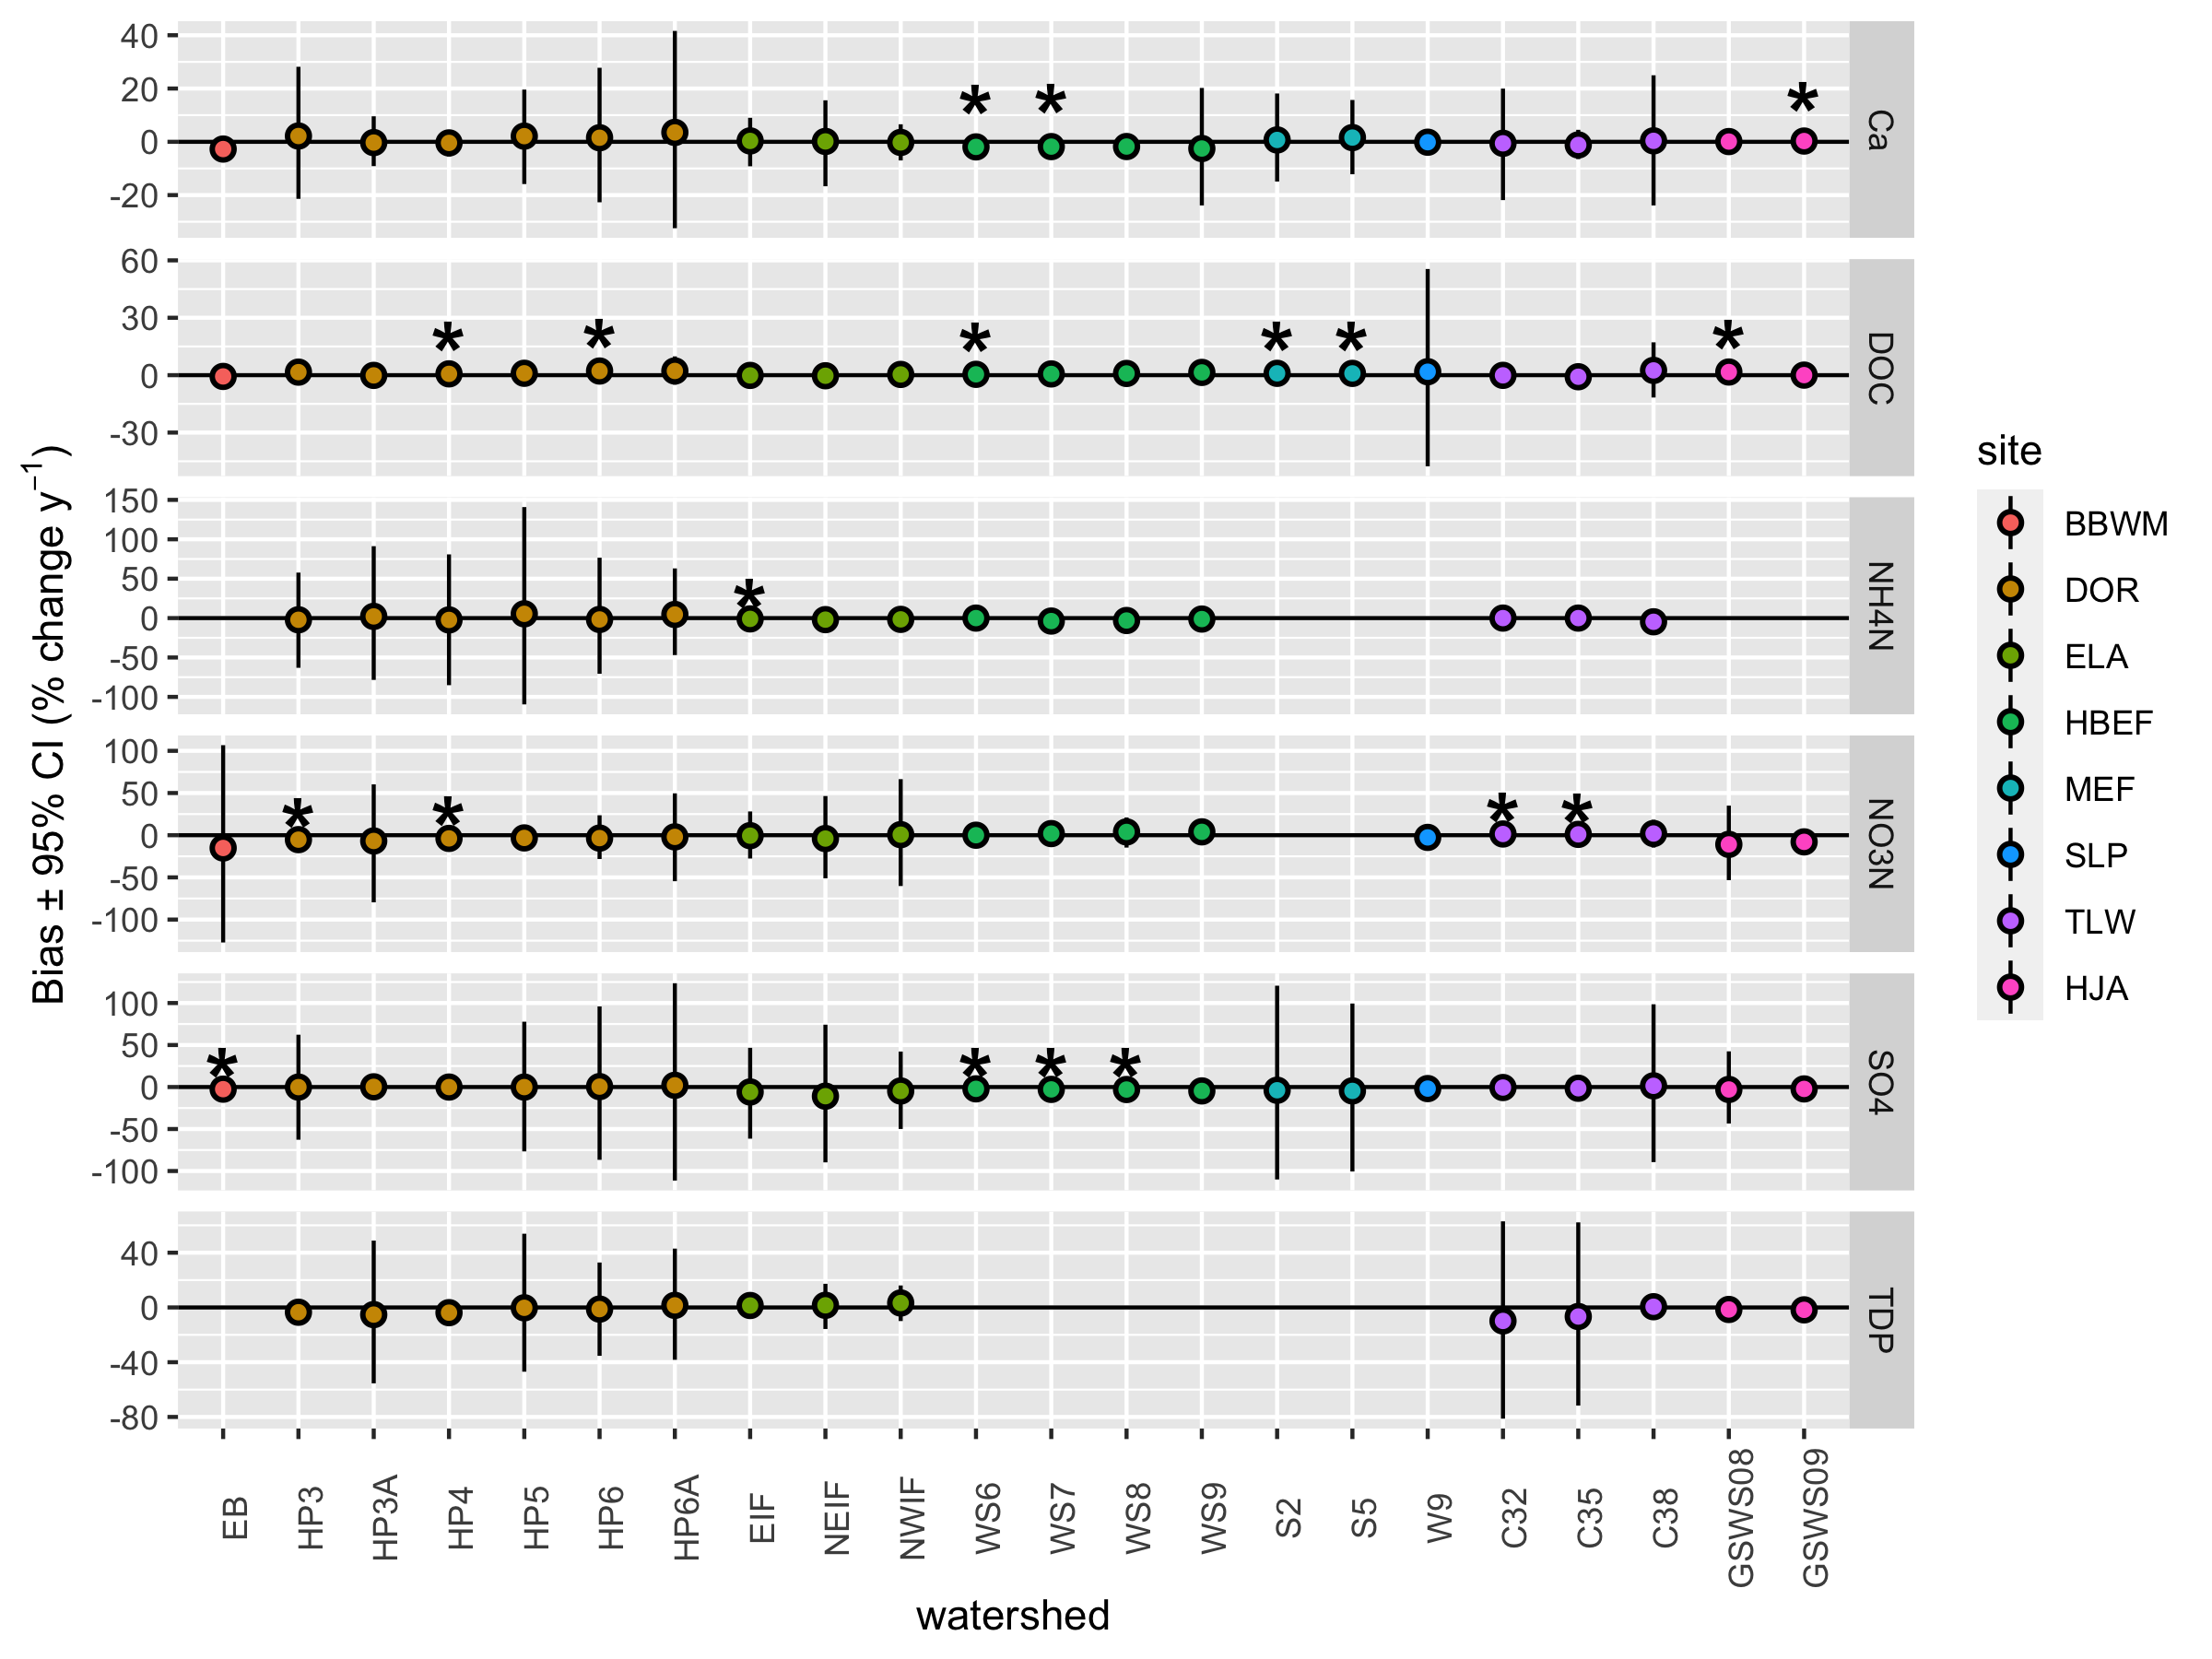 Bias ± 95% CI (% change y⁻¹)
40
20
0
-20
Ca
60
30
0
-30
DOC
150
100
50
0
-50
-100
NH4N
100
50
0
-50
-100
NO3N
100
50
0
-50
-100
SO4
40
0
-40
-80
TDP
* * *
* * * * * *
*
* * * *
* * * *
EB HP3 HP3A HP4 HP5 HP6 HP6A EIF NEIF NWIF WS6 WS7 WS8 WS9 S2 S5 W9 C32 C35 C38 GSWS08 GSWS09
watershed
site
BBWM
DOR
ELA
HBEF
MEF
SLP
TLW
HJA